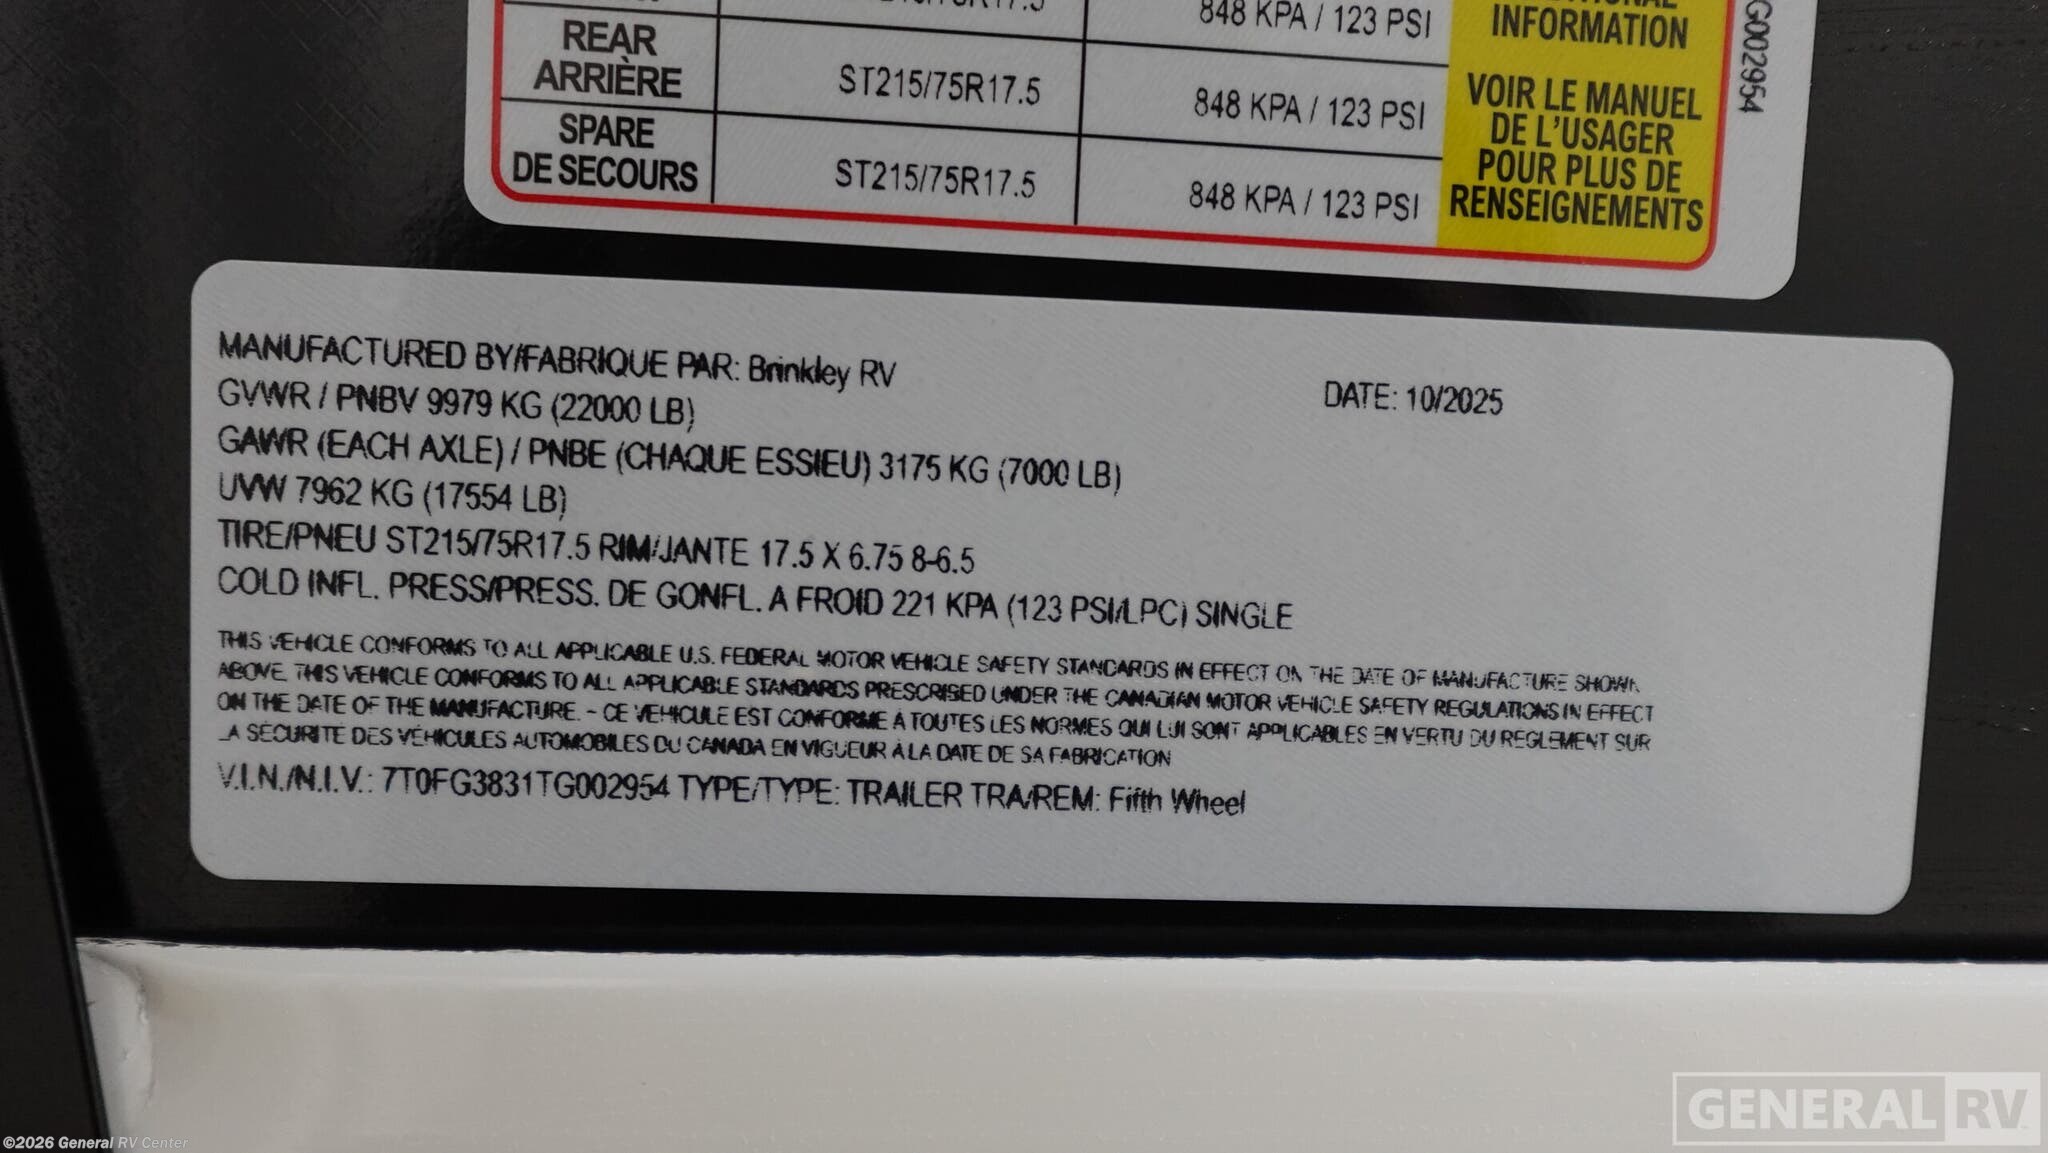 848 KPA / 123 PSI
INFORMATION
REAR
ARRIÈRE
ST215/75R17.5
848 KPA / 123 PSI
SPARE
DE SECOURS
ST215/75R17.5
848 KPA / 123 PSI
VOIR LE MANUEL
DE L'USAGER
POUR PLUS DE
RENSEIGNEMENTS
G002954
MANUFACTURED BY/FABRIQUE PAR: Brinkley RV
DATE: 10/2025
GVWR / PNBV 9979 KG (22000 LB)
GAWR (EACH AXLE) / PNBE (CHAQUE ESSIEU) 3175 KG (7000 LB)
UVW 7962 KG (17554 LB)
TIRE/PNEU ST215/75R17.5 RIM/JANTE 17.5 X 6.75 8-6.5
COLD INFL. PRESS/PRESS. DE GONFL. A FROID 221 KPA (123 PSI/LPC) SINGLE
THIS VEHICLE CONFORMS TO ALL APPLICABLE U.S. FEDERAL MOTOR VEHICLE SAFETY STANDARDS IN EFFECT ON THE DATE OF MANUFACTURE SHOWN
ABOVE. THIS VEHICLE CONFORMS TO ALL APPLICABLE STANDARDS PRESCRIBED UNDER THE CANADIAN MOTOR VEHICLE SAFETY REGULATIONS IN EFFECT
ON THE DATE OF THE MANUFACTURE. - CE VEHICULE EST CONFORME À TOUTES LES NORMES QUI LUI SONT APPLICABLES EN VERTU DU REGLEMENT SUR
LA SÉCURITÉ DES VÉHICULES AUTOMOBILES DU CANADA EN VIGUEUR À LA DATE DE SA FABRICATION
V.I.N./N.I.V.: 7T0FG3831TG002954 TYPE/TYPE: TRAILER TRA/REM: Fifth Wheel
GENERAL RV
©2026 General RV Center